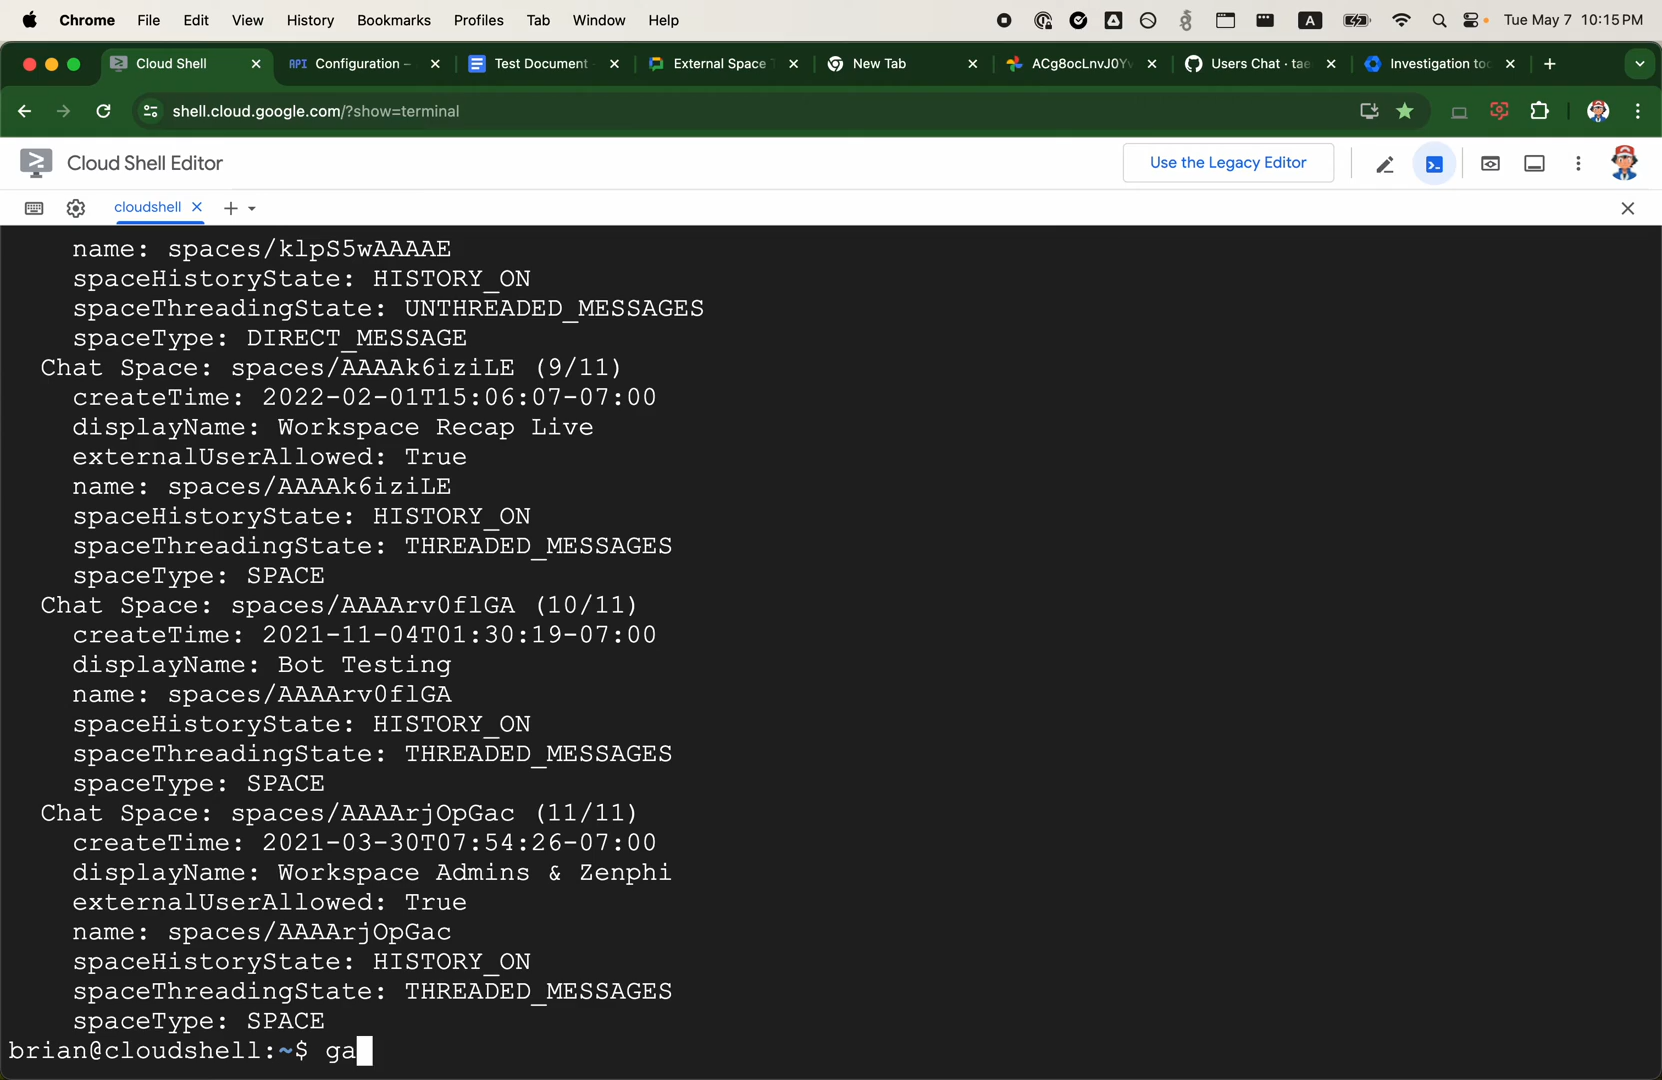 Chrome File Edit View History Bookmarks Profiles Tab Window Help A Tue May 7 10:15 PM
Cloud Shell API Configuration – Test Document External Space T New Tab ACg8ocLnvJ0Yv Users Chat · tae Investigation too
shell.cloud.google.com/?show=terminal
Cloud Shell Editor Use the Legacy Editor
cloudshell
name: spaces/klpS5wAAAAE
spaceHistoryState: HISTORY_ON
spaceThreadingState: UNTHREADED_MESSAGES
spaceType: DIRECT_MESSAGE
Chat Space: spaces/AAAAk6iziLE (9/11)
createTime: 2022-02-01T15:06:07-07:00
displayName: Workspace Recap Live
externalUserAllowed: True
name: spaces/AAAAk6iziLE
spaceHistoryState: HISTORY_ON
spaceThreadingState: THREADED_MESSAGES
spaceType: SPACE
Chat Space: spaces/AAAArv0flGA (10/11)
createTime: 2021-11-04T01:30:19-07:00
displayName: Bot Testing
name: spaces/AAAArv0flGA
spaceHistoryState: HISTORY_ON
spaceThreadingState: THREADED_MESSAGES
spaceType: SPACE
Chat Space: spaces/AAAArjOpGac (11/11)
createTime: 2021-03-30T07:54:26-07:00
displayName: Workspace Admins & Zenphi
externalUserAllowed: True
name: spaces/AAAArjOpGac
spaceHistoryState: HISTORY_ON
spaceThreadingState: THREADED_MESSAGES
spaceType: SPACE
brian@cloudshell:~$ ga